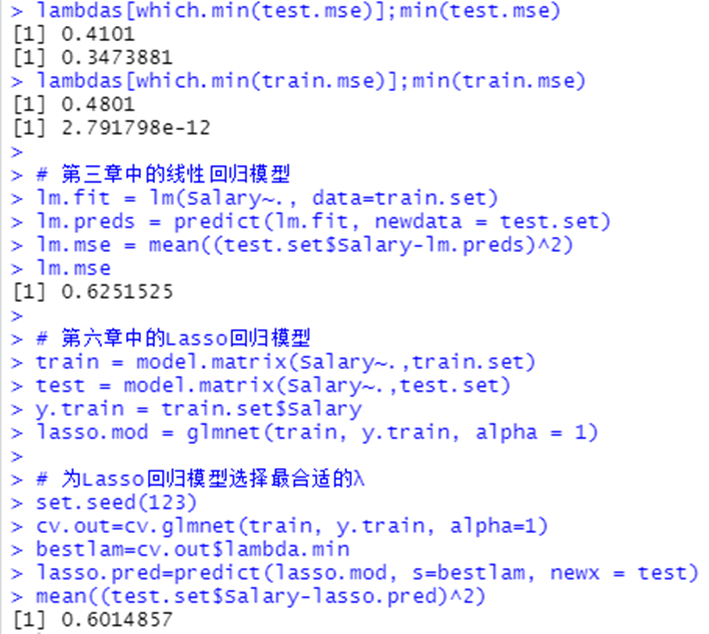 > lambdas[which.min(test.mse)];min(test.mse)
[1] 0.4101
[1] 0.3473881
> lambdas[which.min(train.mse)];min(train.mse)
[1] 0.4801
[1] 2.791798e-12
>
> # 第三章中的线性回归模型
> lm.fit = lm(Salary~., data=train.set)
> lm.preds = predict(lm.fit, newdata = test.set)
> lm.mse = mean((test.set$Salary-lm.preds)^2)
> lm.mse
[1] 0.6251525
>
> # 第六章中的Lasso回归模型
> train = model.matrix(Salary~.,train.set)
> test = model.matrix(Salary~.,test.set)
> y.train = train.set$Salary
> lasso.mod = glmnet(train, y.train, alpha = 1)
>
> # 为Lasso回归模型选择最合适的λ
> set.seed(123)
> cv.out=cv.glmnet(train, y.train, alpha=1)
> bestlam=cv.out$lambda.min
> lasso.pred=predict(lasso.mod, s=bestlam, newx = test)
> mean((test.set$Salary-lasso.pred)^2)
[1] 0.6014857